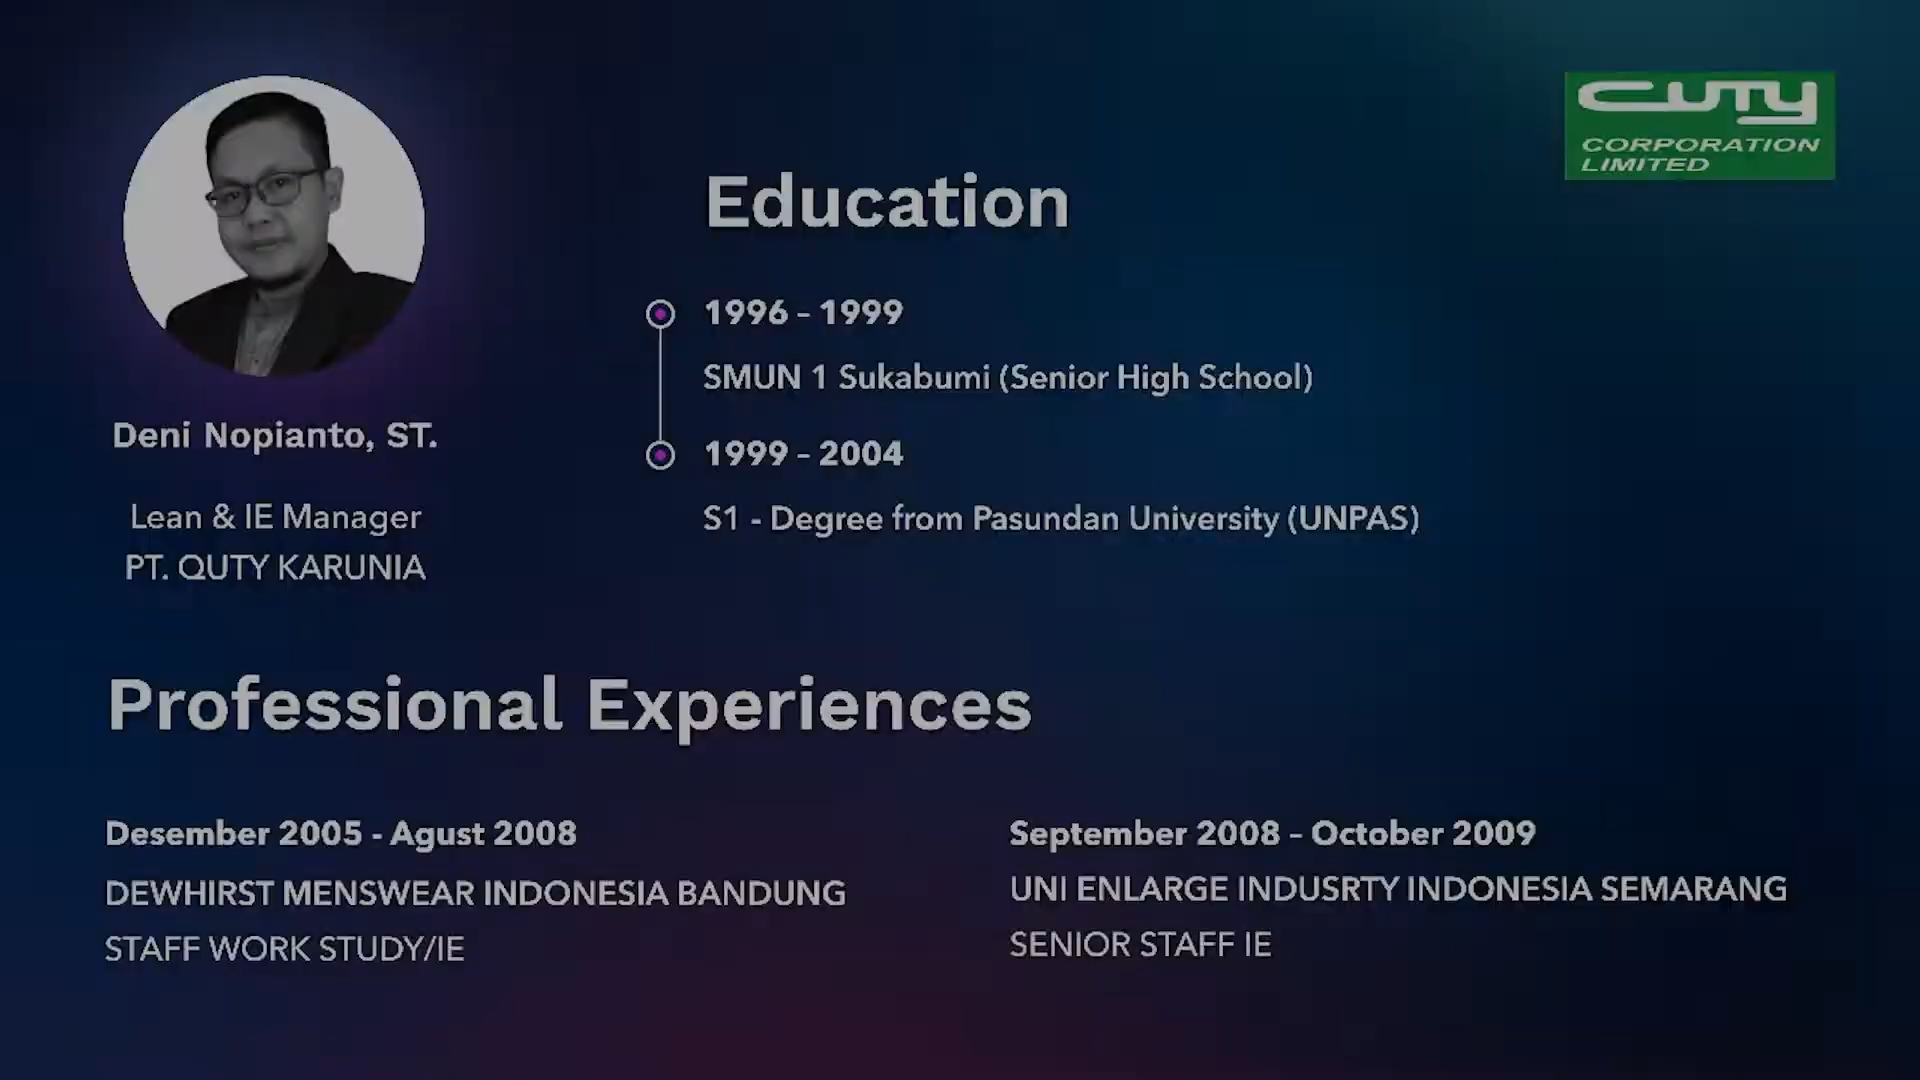 CUTY
CORPORATION
LIMITED
Education
1996 – 1999
SMUN 1 Sukabumi (Senior High School)
1999 – 2004
S1 - Degree from Pasundan University (UNPAS)
Deni Nopianto, ST.
Lean & IE Manager
PT. QUTY KARUNIA
Professional Experiences
Desember 2005 - Agust 2008
DEWHIRST MENSWEAR INDONESIA BANDUNG
STAFF WORK STUDY/IE
September 2008 – October 2009
UNI ENLARGE INDUSRTY INDONESIA SEMARANG
SENIOR STAFF IE